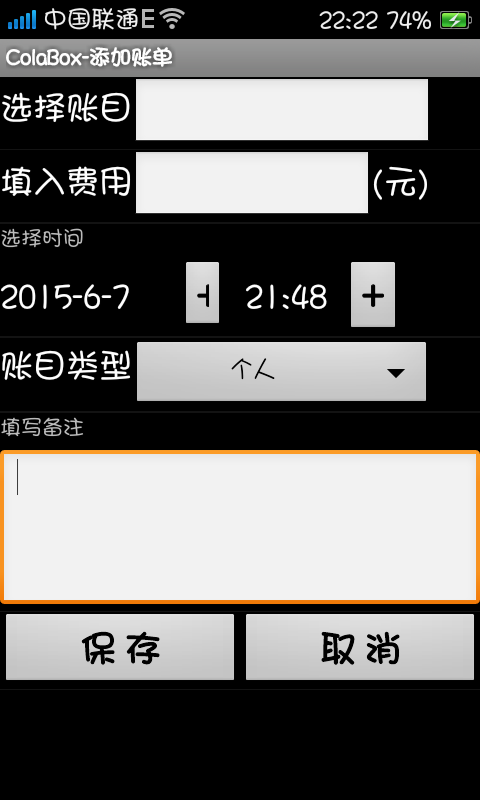 中国联通E 22:22 74%
ColaBox-添加账单
选择账目
填入费用 (元)
选择时间
2015-6-7 + 21:48 +
账目类型 个人
填写备注
保存 取消